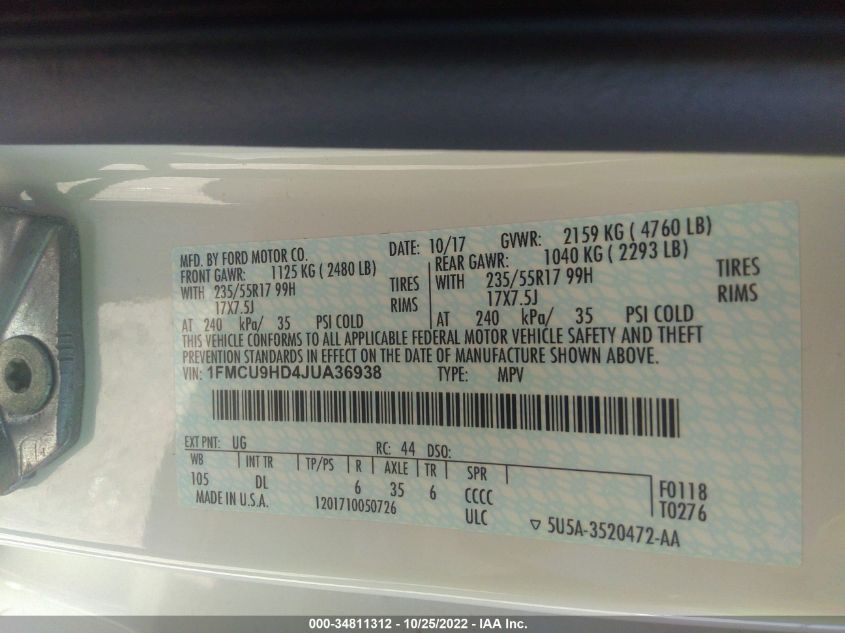 MFD. BY FORD MOTOR CO. DATE: 10/17 GVWR: 2159 KG ( 4760 LB)
FRONT GAWR: 1125 KG ( 2480 LB) REAR GAWR: 1040 KG ( 2293 LB)
WITH 235/55R17 99H TIRES WITH 235/55R17 99H TIRES
17X7.5J RIMS 17X7.5J RIMS
AT 240 kPa/ 35 PSI COLD AT 240 kPa/ 35 PSI COLD
THIS VEHICLE CONFORMS TO ALL APPLICABLE FEDERAL MOTOR VEHICLE SAFETY AND THEFT
PREVENTION STANDARDS IN EFFECT ON THE DATE OF MANUFACTURE SHOWN ABOVE.
VIN: 1FMCU9HD4JUA36938 TYPE: MPV
EXT PNT: UG RC: 44 DSO:
WB INT TR TP/PS R AXLE TR SPR
105 DL 6 35 6 CCCC F0118
MADE IN U.S.A. 1201710050726 ULC T0276
▽ 5U5A-3520472-AA
000-34811312 - 10/25/2022 - IAA Inc.